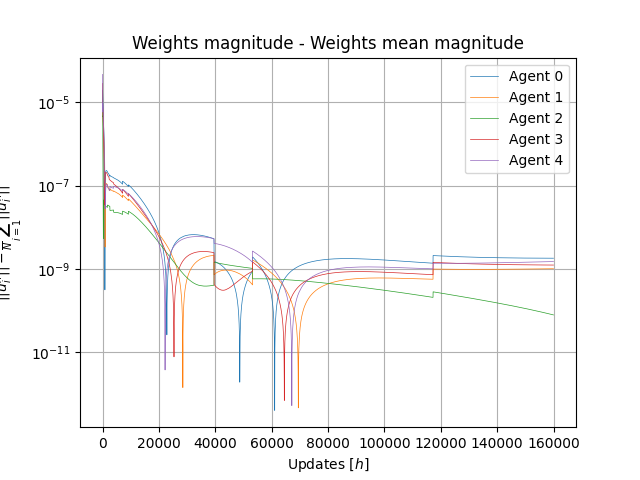 Weights magnitude - Weights mean magnitude
Agent 0
Agent 1
Agent 2
Agent 3
Agent 4
10⁻⁵
10⁻⁷
10⁻⁹
10⁻¹¹
0 20000 40000 60000 80000 100000 120000 140000 160000
Updates [h]